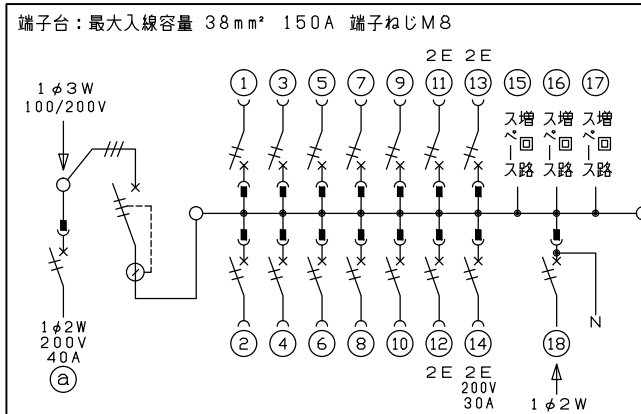 端子台：最大入線容量 38mm² 150A 端子ねじM8
1φ3W
100/200V
2E 2E
1 3 5 7 9 11 13 15 16 17
増回路スペース 増回路スペース 増回路スペース
2 4 6 8 10 12 14 18
N
1φ2W
200V
40A
a
2E 2E
200V
30A
1φ2W